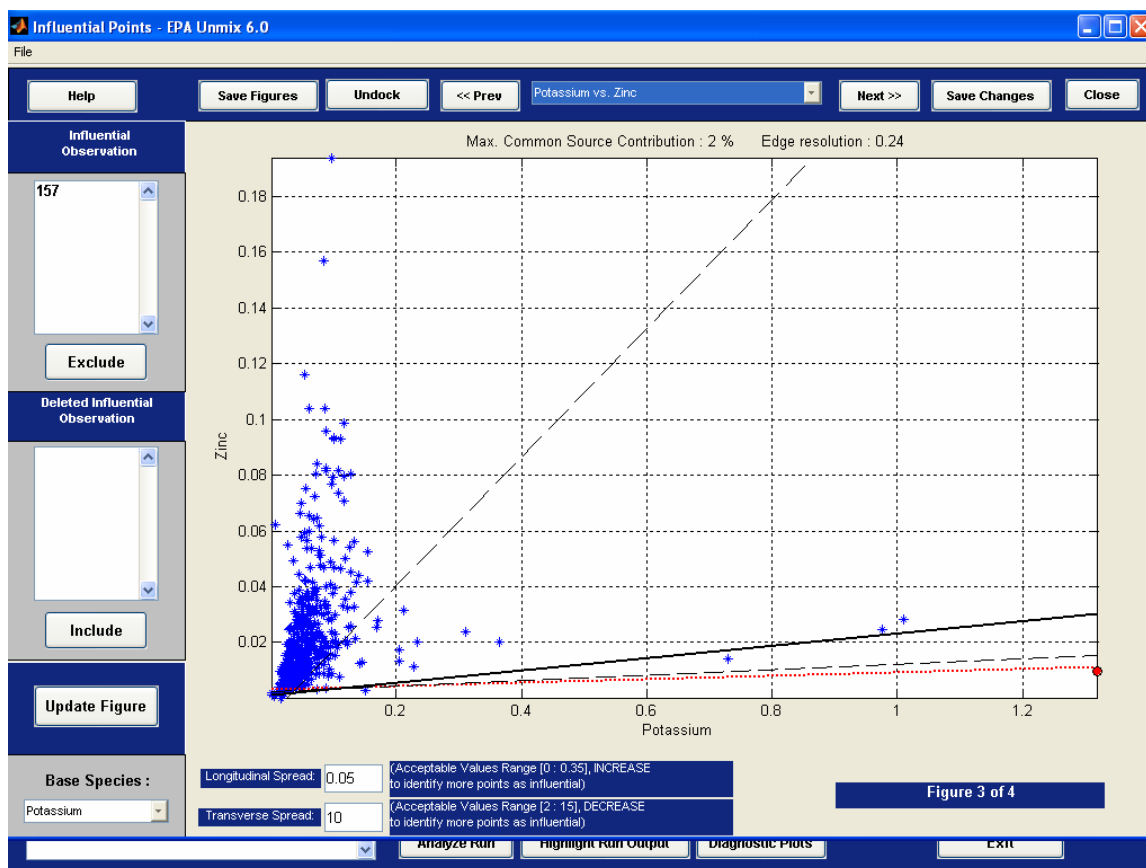 Influential Points - EPA Unmix 6.0
File
Help
Save Figures
Undock
<< Prev
Potassium vs. Zinc
Next >>
Save Changes
Close
Influential
Observation
157
Exclude
Deleted Influential
Observation
Include
Update Figure
Base Species :
Potassium
Max. Common Source Contribution : 2 % Edge resolution : 0.24
Zinc
0.18
0.16
0.14
0.12
0.1
0.08
0.06
0.04
0.02
0.2
0.4
0.6
0.8
1
1.2
Potassium
Longitudinal Spread: 0.05
(Acceptable Values Range [0 : 0.35], INCREASE
to identify more points as influential)
Transverse Spread: 10
(Acceptable Values Range [2 : 15], DECREASE
to identify more points as influential)
Figure 3 of 4
Analyze Run
Highlight Run Output
Diagnostic Plots
Exit